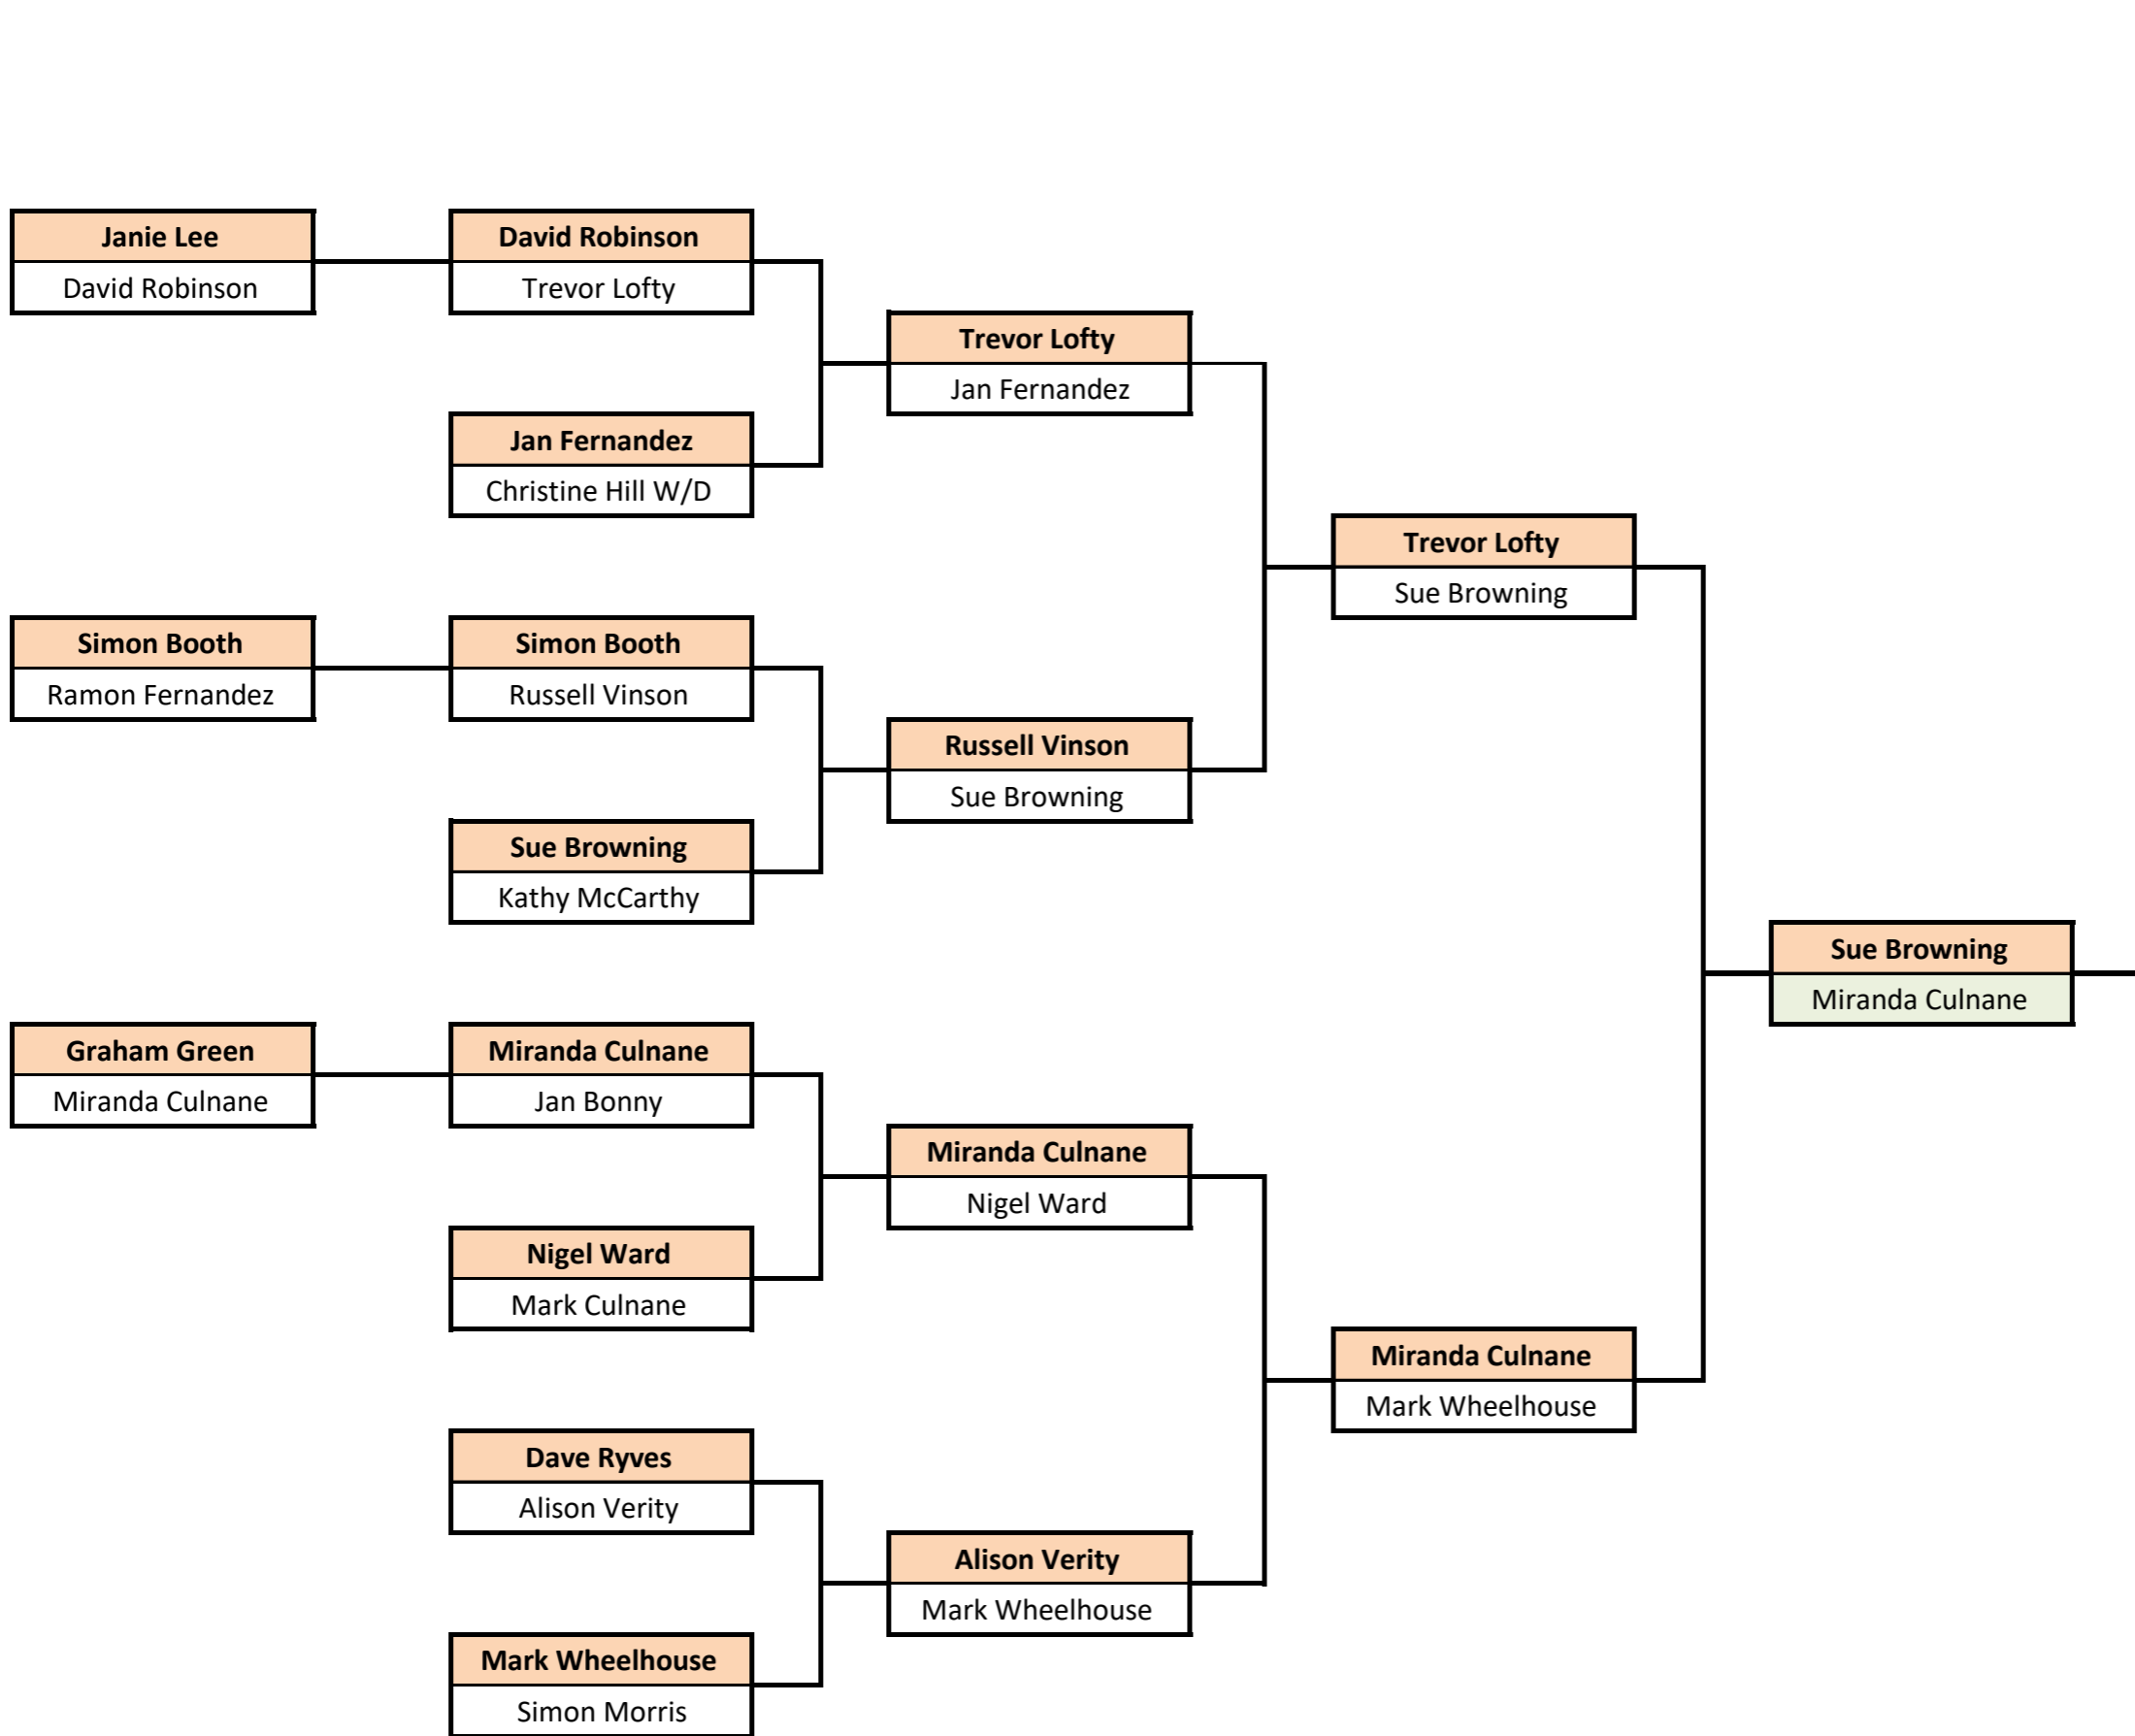 Janie Lee
David Robinson
David Robinson
Trevor Lofty
Trevor Lofty
Jan Fernandez
Jan Fernandez
Christine Hill W/D
Trevor Lofty
Sue Browning
Simon Booth
Ramon Fernandez
Simon Booth
Russell Vinson
Russell Vinson
Sue Browning
Sue Browning
Kathy McCarthy
Sue Browning
Miranda Culnane
Graham Green
Miranda Culnane
Miranda Culnane
Jan Bonny
Miranda Culnane
Nigel Ward
Nigel Ward
Mark Culnane
Miranda Culnane
Mark Wheelhouse
Dave Ryves
Alison Verity
Alison Verity
Mark Wheelhouse
Mark Wheelhouse
Simon Morris